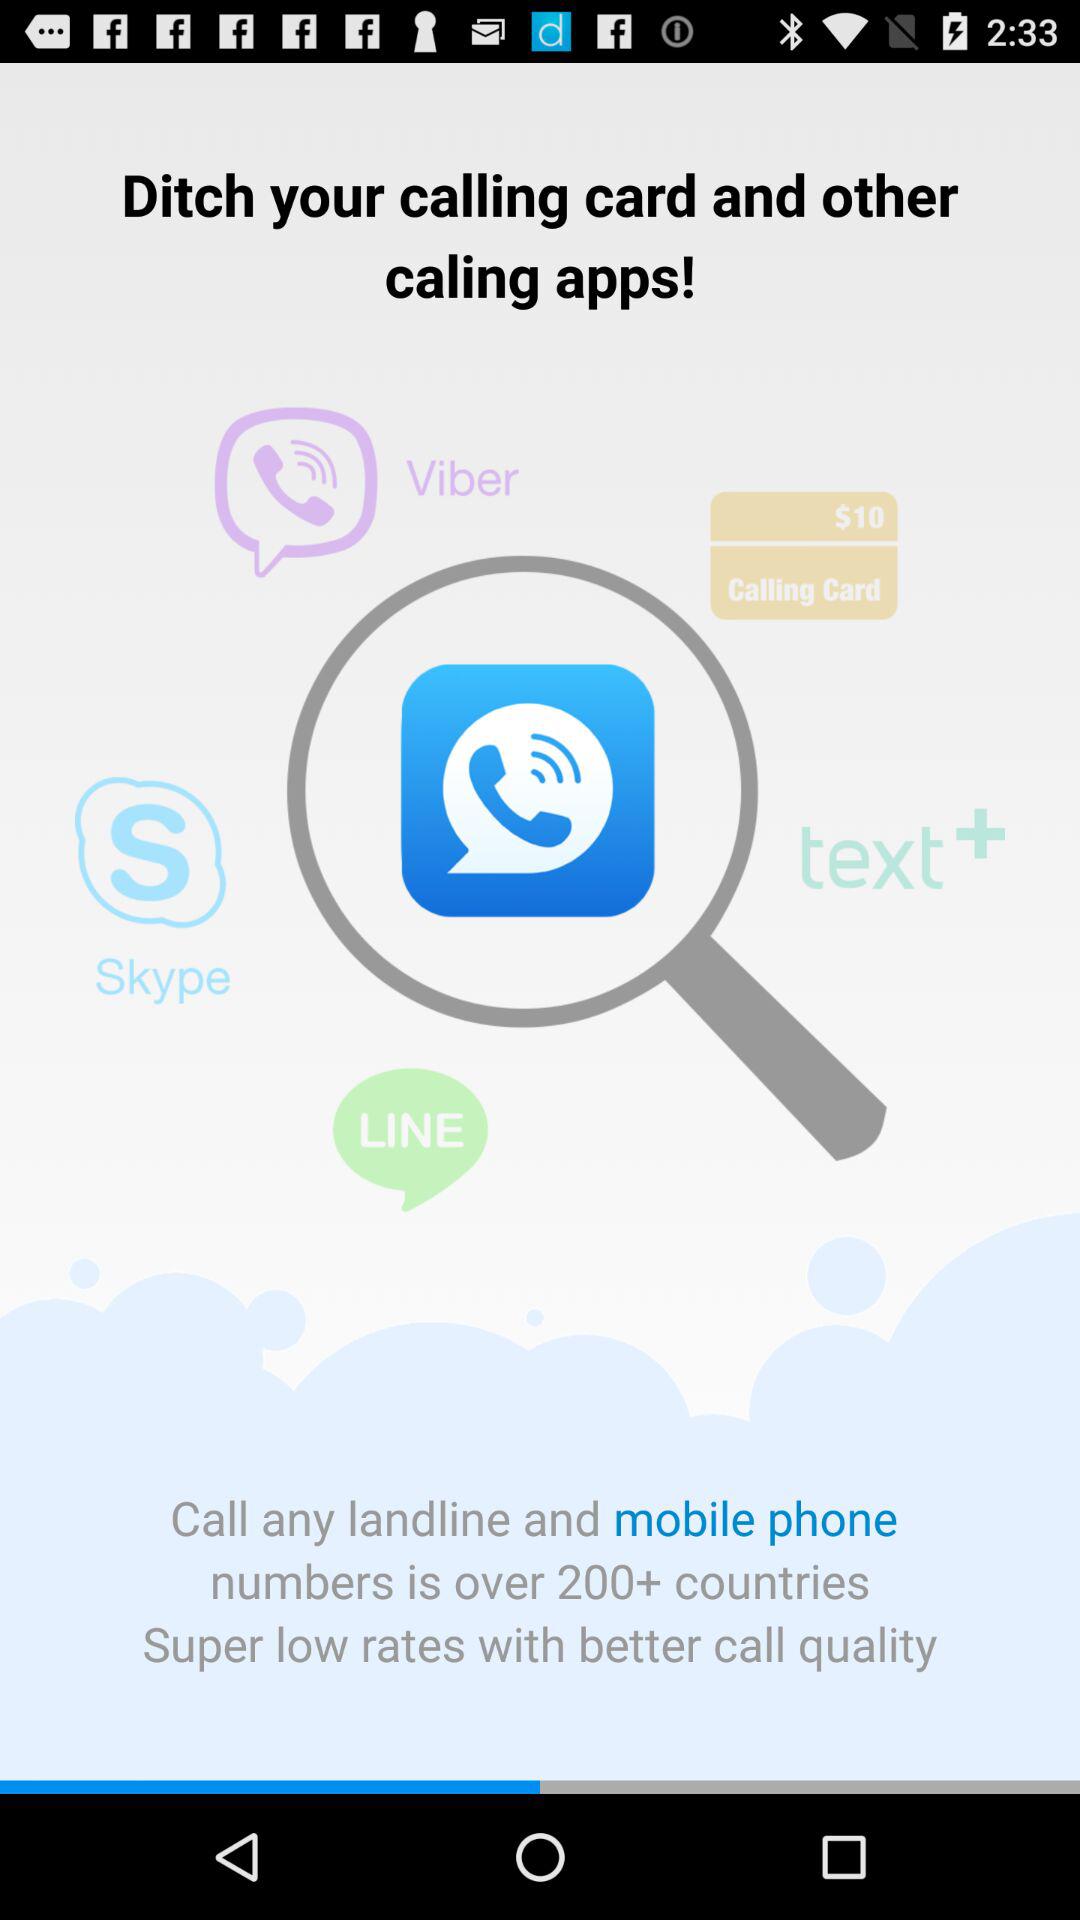 2:33
Ditch your calling card and other
caling apps!
Viber
$10
Calling Card
text+
S
Skype
LINE
Call any landline and mobile phone
numbers is over 200+ countries
Super low rates with better call quality